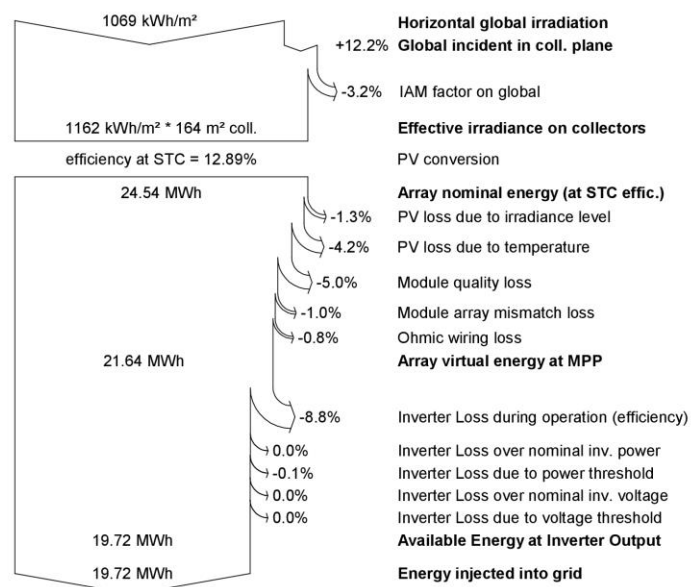 1069 kWh/m² Horizontal global irradiation
+12.2% Global incident in coll. plane
-3.2% IAM factor on global
1162 kWh/m² * 164 m² coll. Effective irradiance on collectors
efficiency at STC = 12.89% PV conversion
24.54 MWh Array nominal energy (at STC effic.)
-1.3% PV loss due to irradiance level
-4.2% PV loss due to temperature
-5.0% Module quality loss
-1.0% Module array mismatch loss
-0.8% Ohmic wiring loss
21.64 MWh Array virtual energy at MPP
-8.8% Inverter Loss during operation (efficiency)
0.0% Inverter Loss over nominal inv. power
-0.1% Inverter Loss due to power threshold
0.0% Inverter Loss over nominal inv. voltage
0.0% Inverter Loss due to voltage threshold
19.72 MWh Available Energy at Inverter Output
19.72 MWh Energy injected into grid